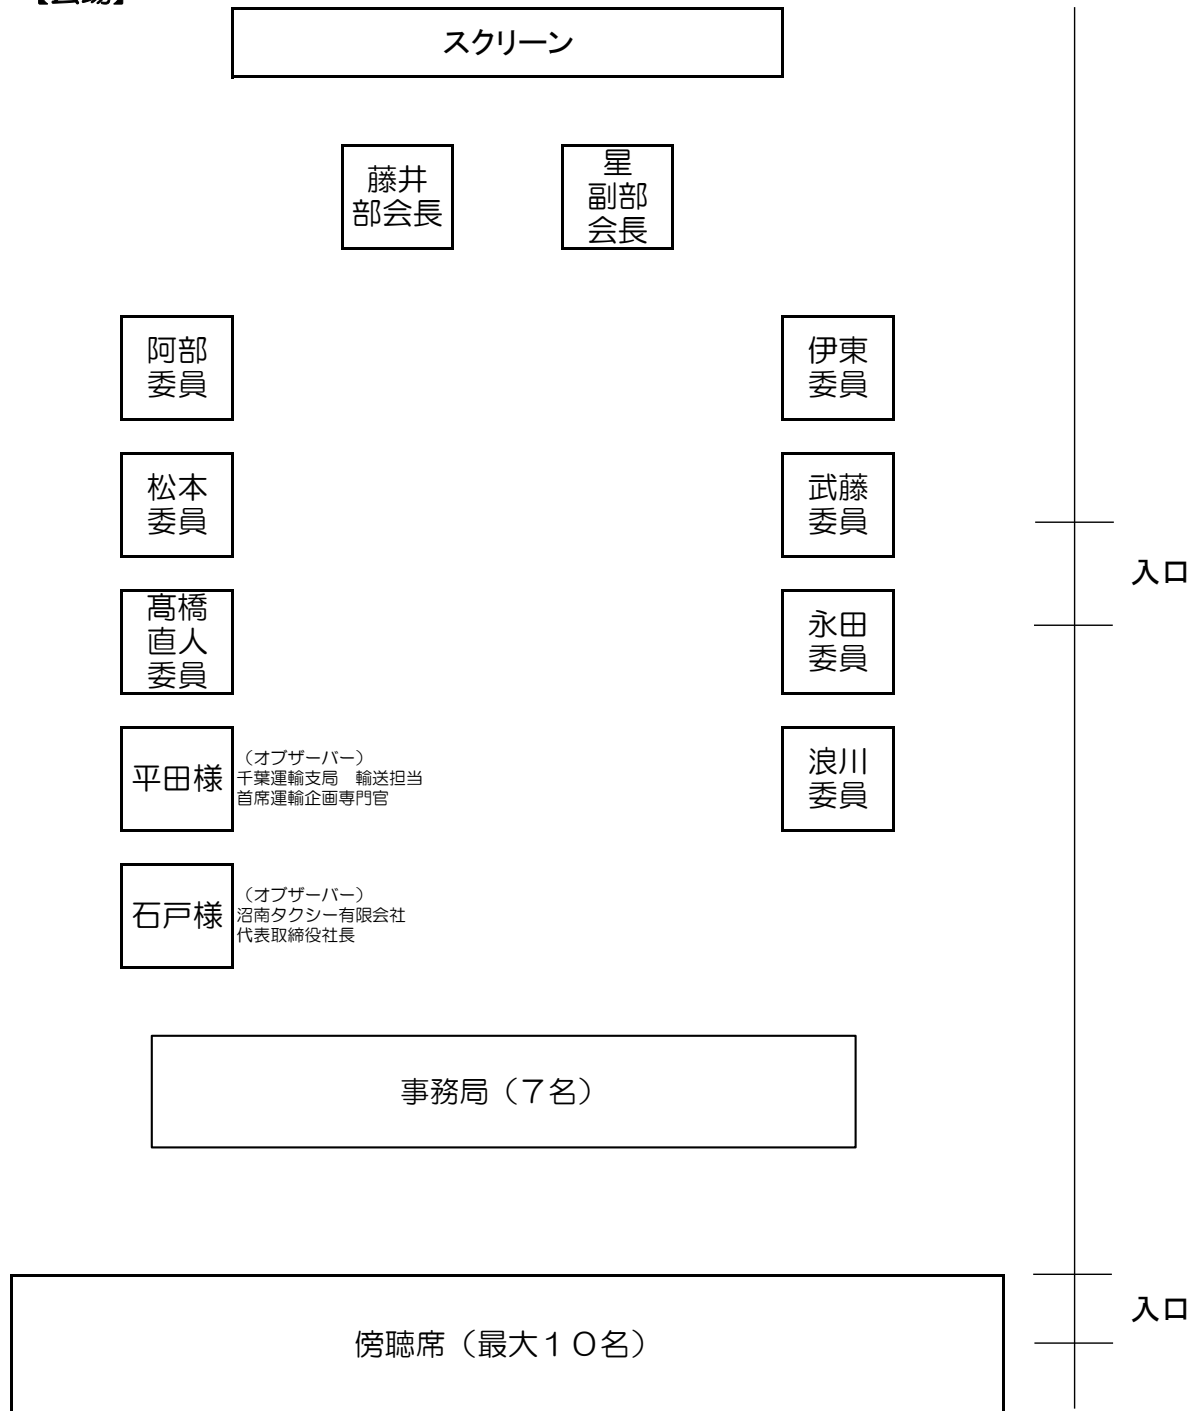 スクリーン
藤井
部会長
星
副部
会長
阿部
委員
伊東
委員
松本
委員
武藤
委員
入口
髙橋
直人
委員
永田
委員
平田様
（オブザーバー）
千葉運輸支局　輸送担当
首席運輸企画専門官
浪川
委員
石戸様
（オブザーバー）
沼南タクシー有限会社
代表取締役社長
事務局（７名）
入口
傍聴席（最大１０名）